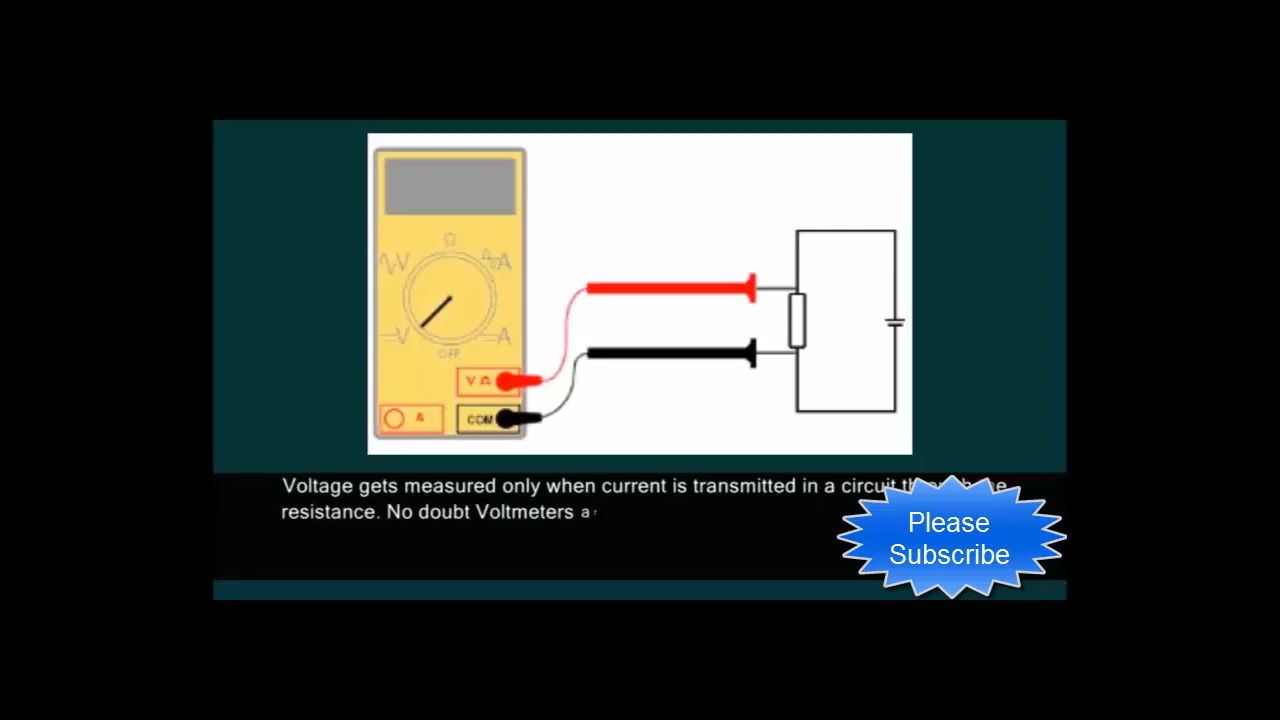 Ω
V
A
V
A
OFF
V Ω
A
COM
Voltage gets measured only when current is transmitted in a circuit
resistance. No doubt Voltmeters a
Please
Subscribe